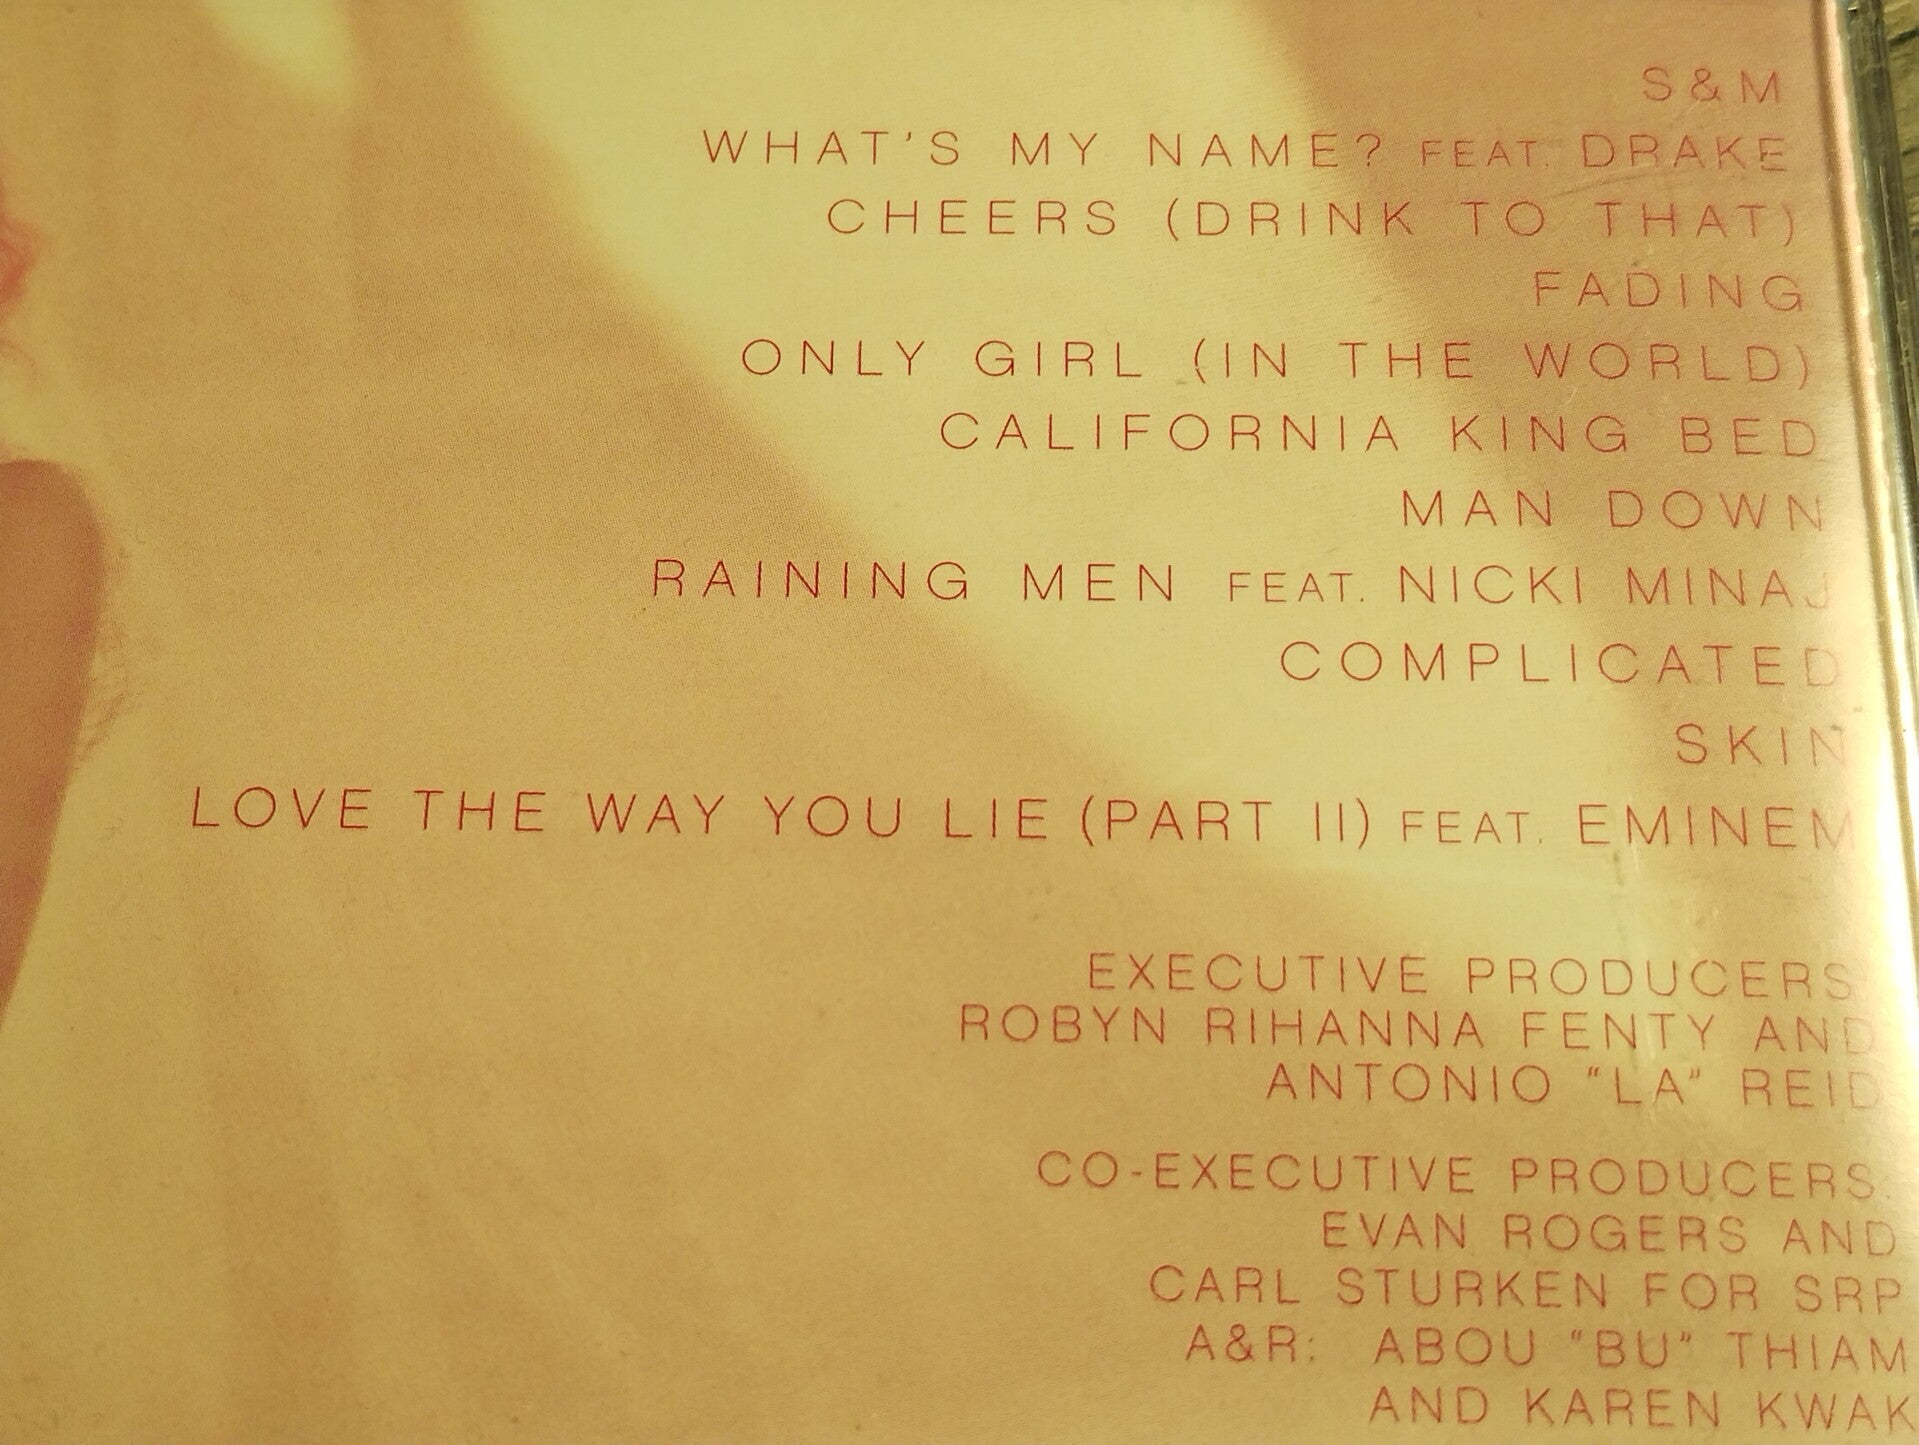 S&M
WHAT'S MY NAME? FEAT. DRAKE
CHEERS (DRINK TO THAT)
FADING
ONLY GIRL (IN THE WORLD)
CALIFORNIA KING BED
MAN DOWN
RAINING MEN FEAT. NICKI MINAJ
COMPLICATED
SKIN
LOVE THE WAY YOU LIE (PART II) FEAT. EMINEM
EXECUTIVE PRODUCERS
ROBYN RIHANNA FENTY AND
ANTONIO "LA" REID
CO-EXECUTIVE PRODUCERS:
EVAN ROGERS AND
CARL STURKEN FOR SRP
A&R: ABOU "BU" THIAM
AND KAREN KWAK